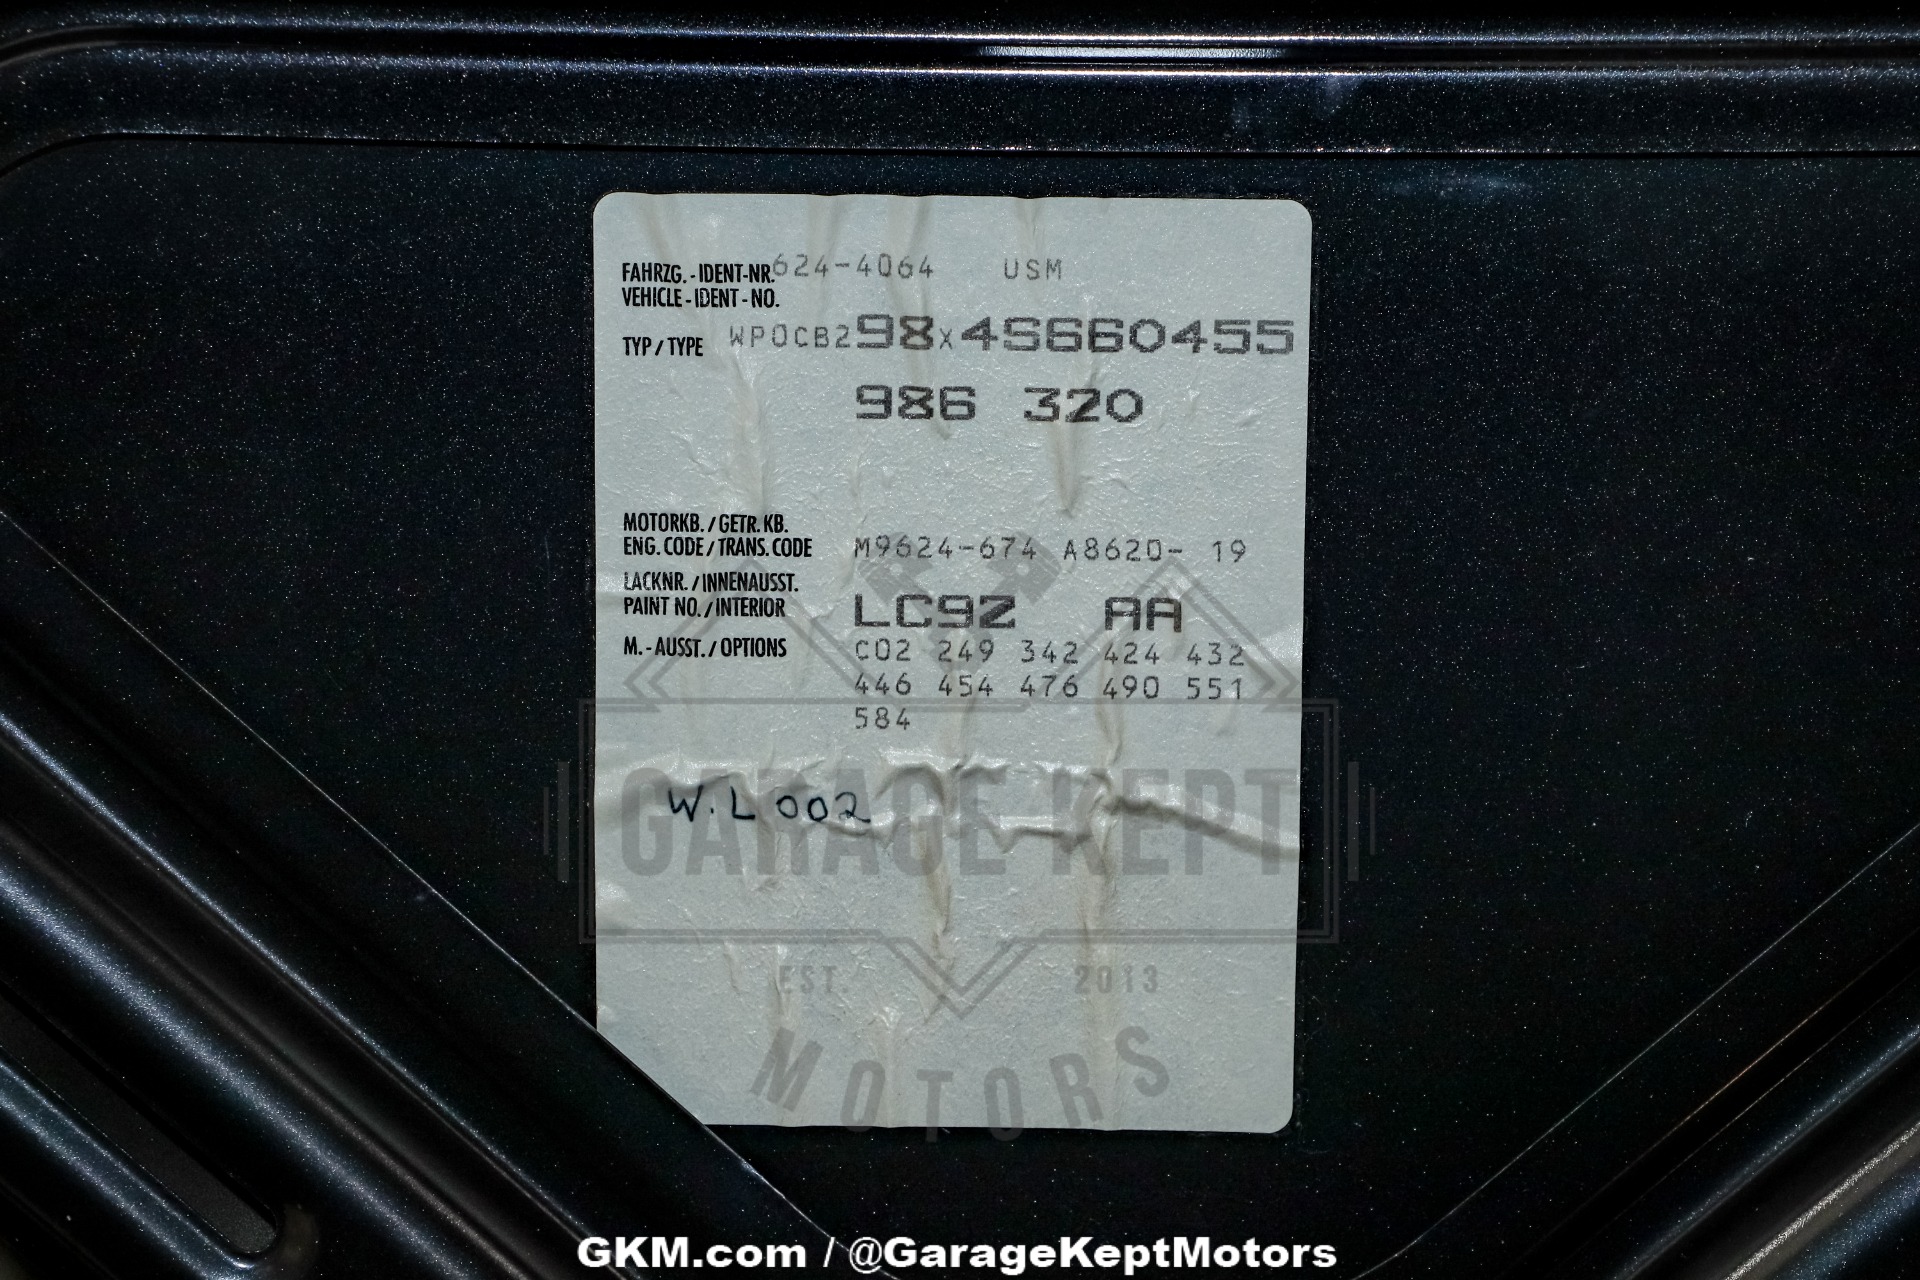 FAHRZG.-IDENT-NR. 624-4064 USM
VEHICLE-IDENT-NO.
TYP/TYPE WP0CB298X4S660455
986 320
MOTORKB./GETR.KB.
ENG.CODE/TRANS.CODE M9624-674 A8620- 19
LACKNR./INNENAUSST.
PAINT NO./INTERIOR LC9Z AA
M.-AUSST./OPTIONS C02 249 342 424 432
446 454 476 490 551
584
W.L 002
GARAGE KEPT
EST. 2013
MOTORS
GKM.com / @GarageKeptMotors